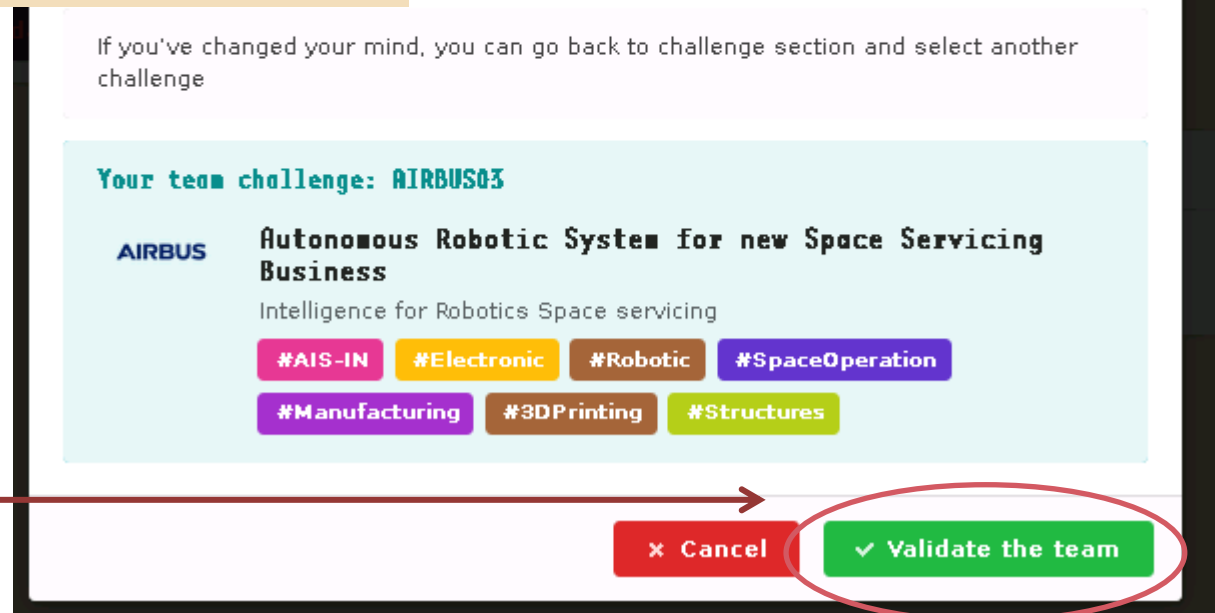 If you've changed your mind, you can go back to challenge section and select another
challenge
Your team challenge: AIRBUS03
AIRBUS
Autonomous Robotic System for new Space Servicing
Business
Intelligence for Robotics Space servicing
#AIS-IN #Electronic #Robotic #SpaceOperation
#Manufacturing #3DPrinting #Structures
× Cancel ✓ Validate the team